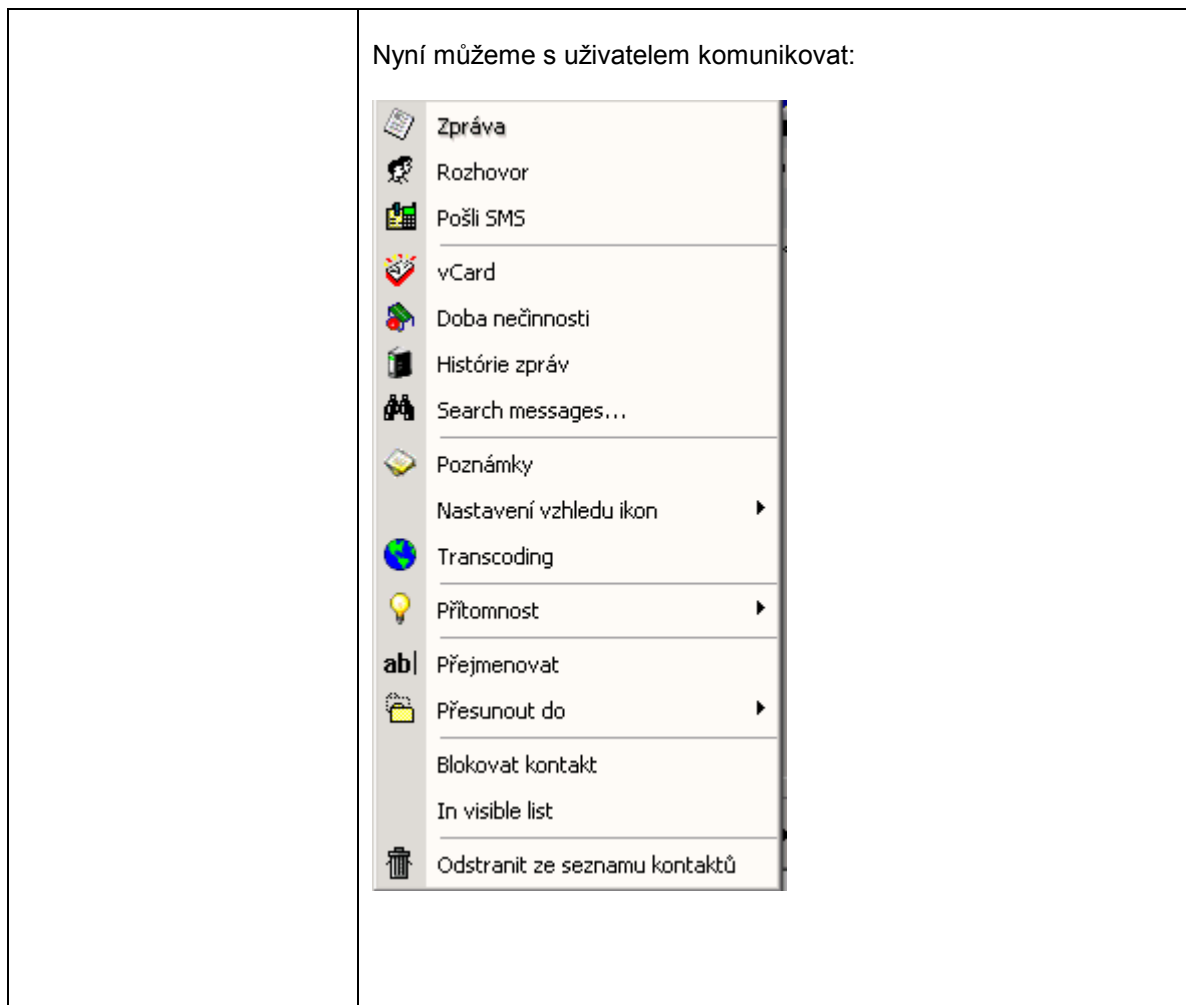 Nyní můžeme s uživatelem komunikovat:
Zpráva
Rozhovor
Pošli SMS
vCard
Doba nečinnosti
Histórie zpráv
Search messages...
Poznámky
Nastavení vzhledu ikon
Transcoding
Přítomnost
ab|
Přejmenovat
Přesunout do
Blokovat kontakt
In visible list
Odstranit ze seznamu kontaktů